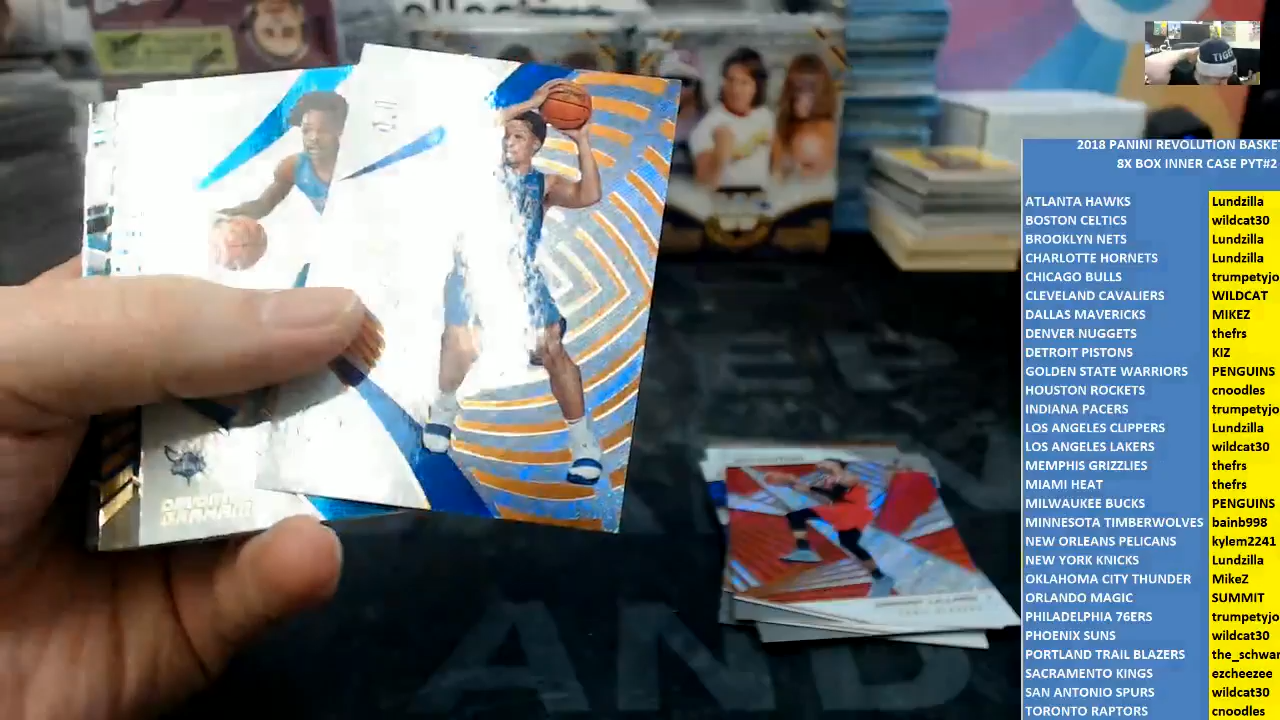 TIGE
2018 PANINI REVOLUTION BASKE
8X BOX INNER CASE PYT#2
ATLANTA HAWKS Lundzilla
BOSTON CELTICS wildcat30
BROOKLYN NETS Lundzilla
CHARLOTTE HORNETS Lundzilla
CHICAGO BULLS trumpetyjo
CLEVELAND CAVALIERS WILDCAT
DALLAS MAVERICKS MIKEZ
DENVER NUGGETS thefrs
DETROIT PISTONS KIZ
GOLDEN STATE WARRIORS PENGUINS
HOUSTON ROCKETS cnoodles
INDIANA PACERS trumpetyjo
LOS ANGELES CLIPPERS Lundzilla
LOS ANGELES LAKERS wildcat30
MEMPHIS GRIZZLIES thefrs
MIAMI HEAT thefrs
MILWAUKEE BUCKS PENGUINS
MINNESOTA TIMBERWOLVES bainb998
NEW ORLEANS PELICANS kylem2241
NEW YORK KNICKS Lundzilla
OKLAHOMA CITY THUNDER MikeZ
ORLANDO MAGIC SUMMIT
PHILADELPHIA 76ERS trumpetyjo
PHOENIX SUNS wildcat30
PORTLAND TRAIL BLAZERS the_schwar
SACRAMENTO KINGS ezcheezee
SAN ANTONIO SPURS wildcat30
TORONTO RAPTORS cnoodles
AND